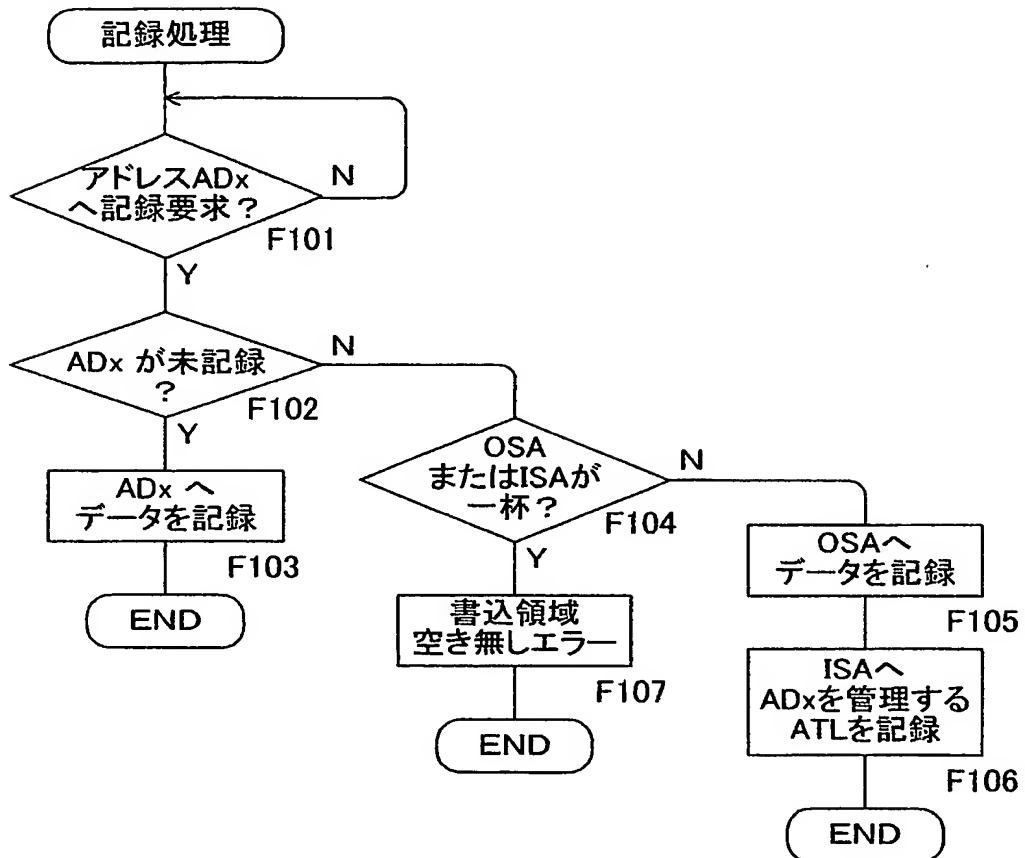 記録処理
アドレスADx
へ記録要求？
N
F101
Y
ADx が未記録
？
N
F102
Y
ADx へ
データを記録
F103
END
OSA
またはISAが
一杯？
N
F104
Y
書込領域
空き無しエラー
F107
END
OSAへ
データを記録
F105
ISAへ
ADxを管理する
ATLを記録
F106
END